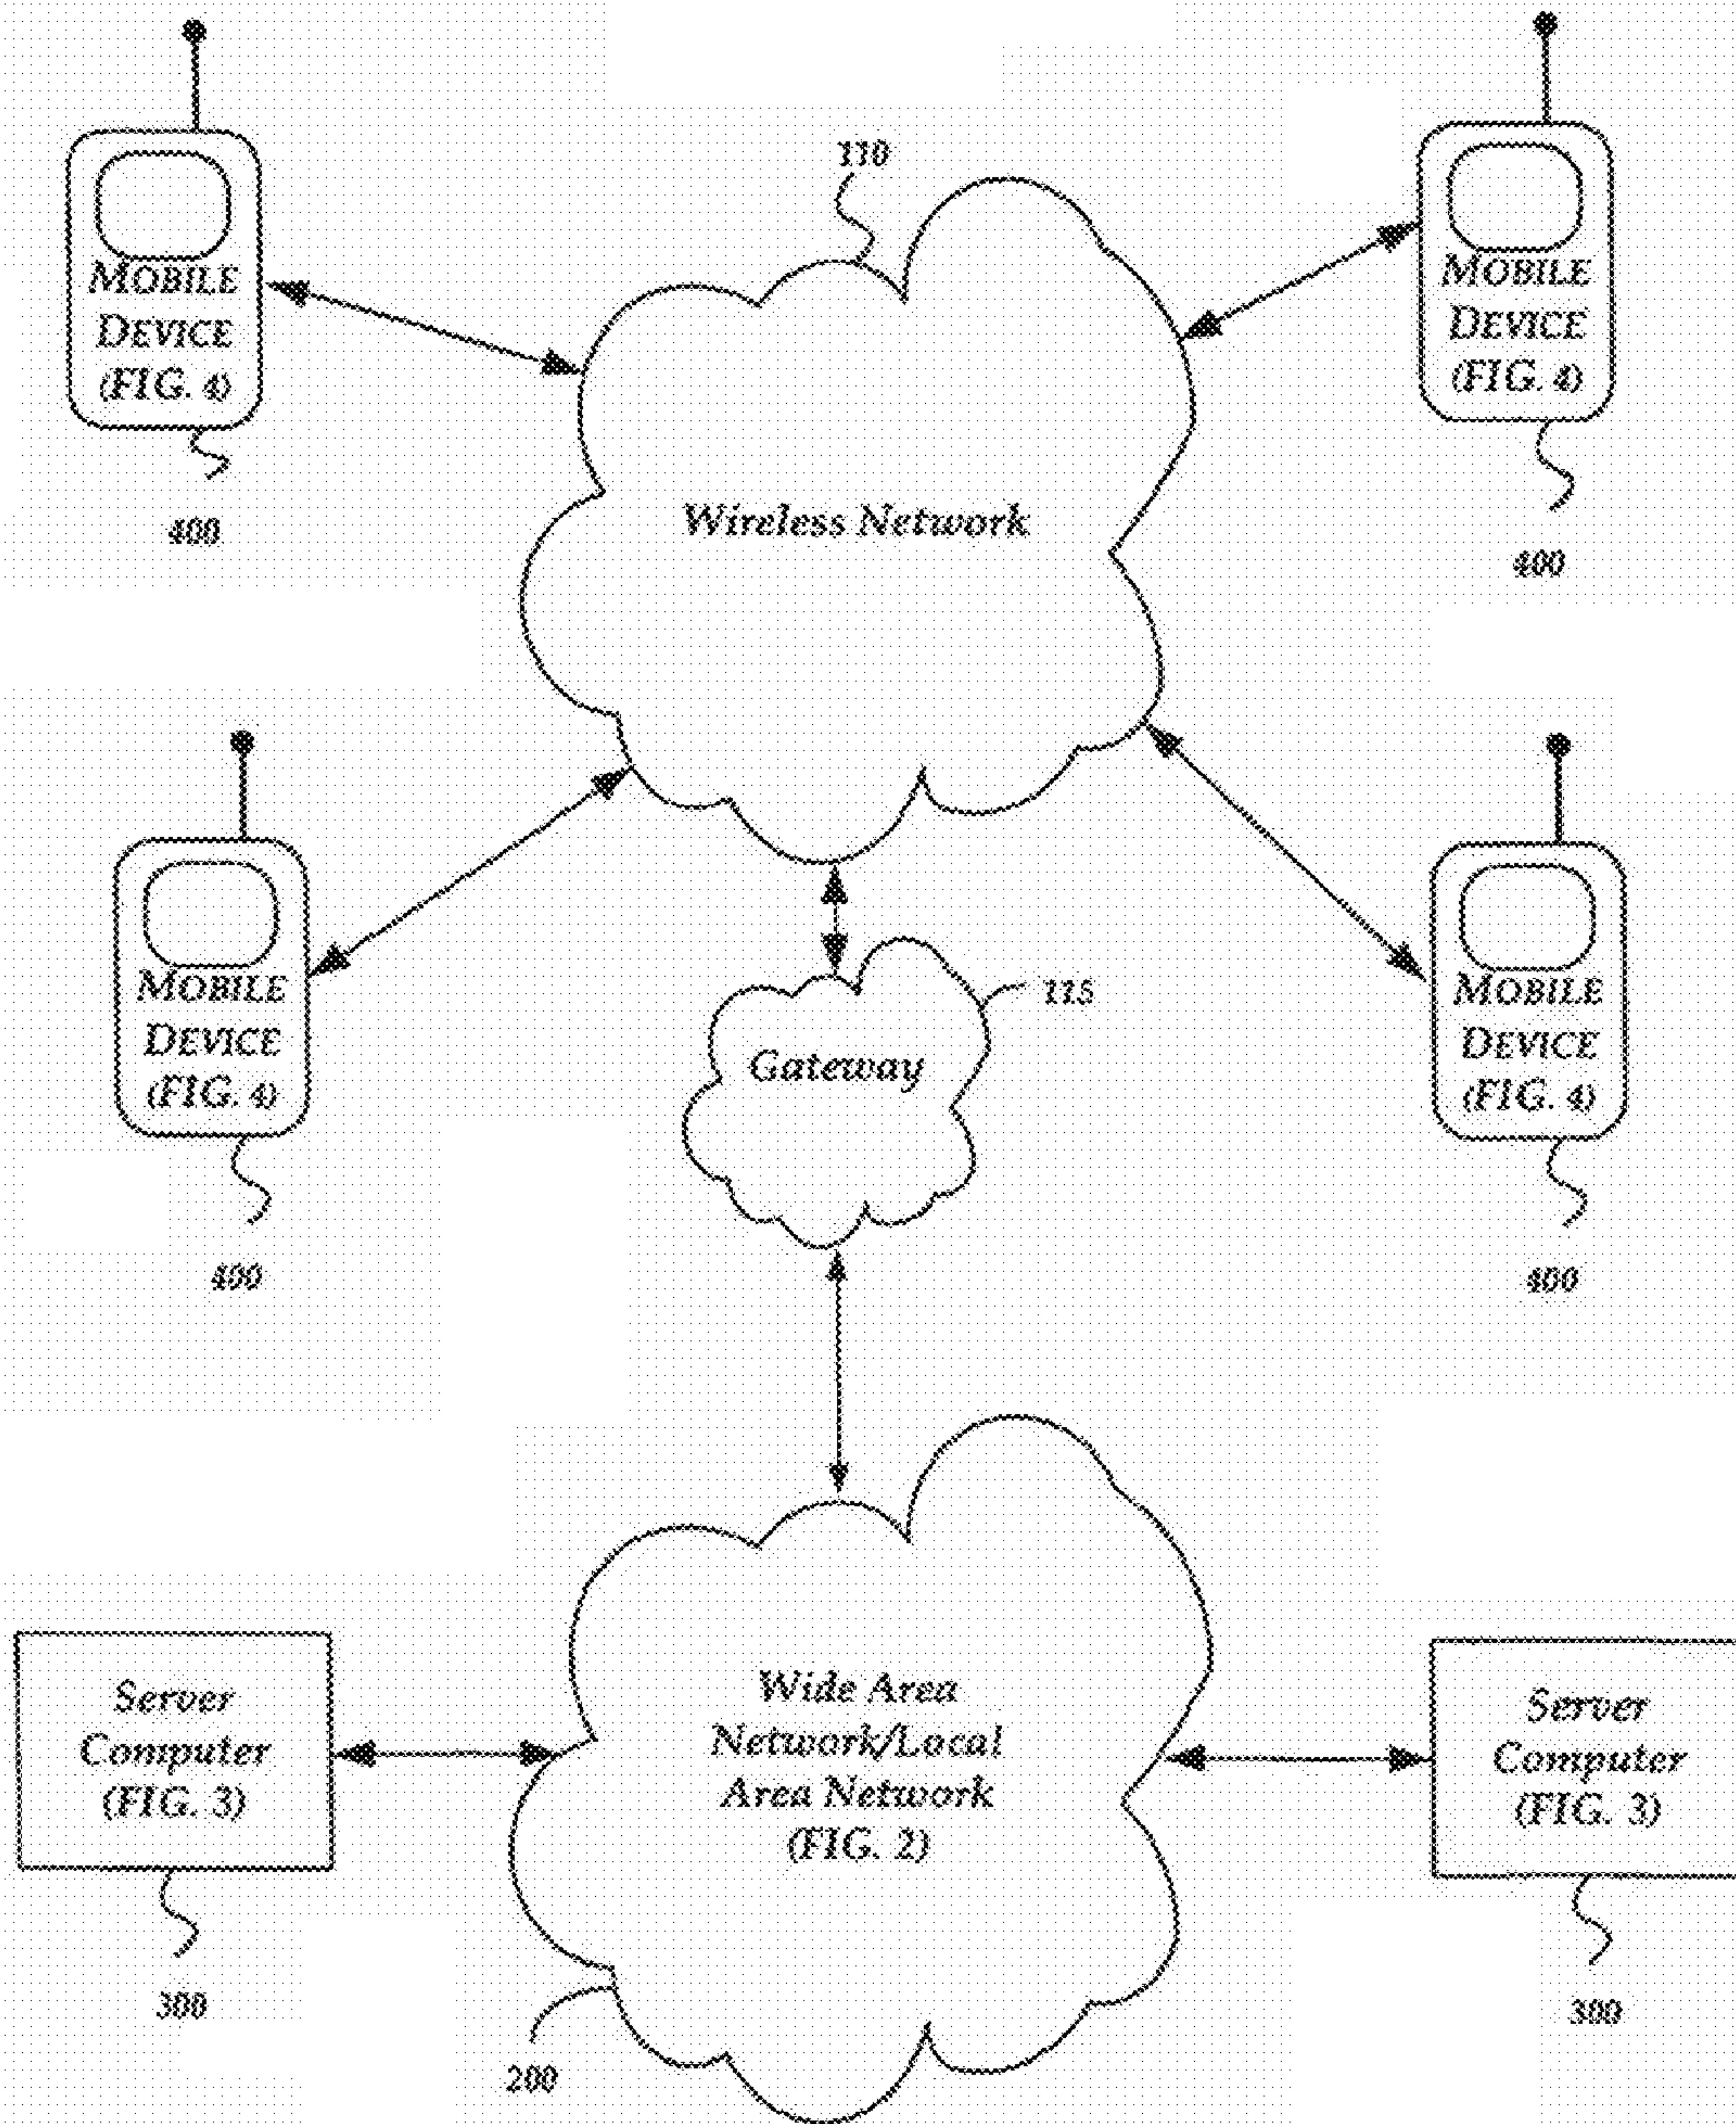 110
MOBILE
DEVICE
(FIG. 4)
400
MOBILE
DEVICE
(FIG. 4)
400
Wireless Network
MOBILE
DEVICE
(FIG. 4)
400
MOBILE
DEVICE
(FIG. 4)
400
115
Gateway
Server
Computer
(FIG. 3)
300
Wide Area
Network/Local
Area Network
(FIG. 2)
200
Server
Computer
(FIG. 3)
300